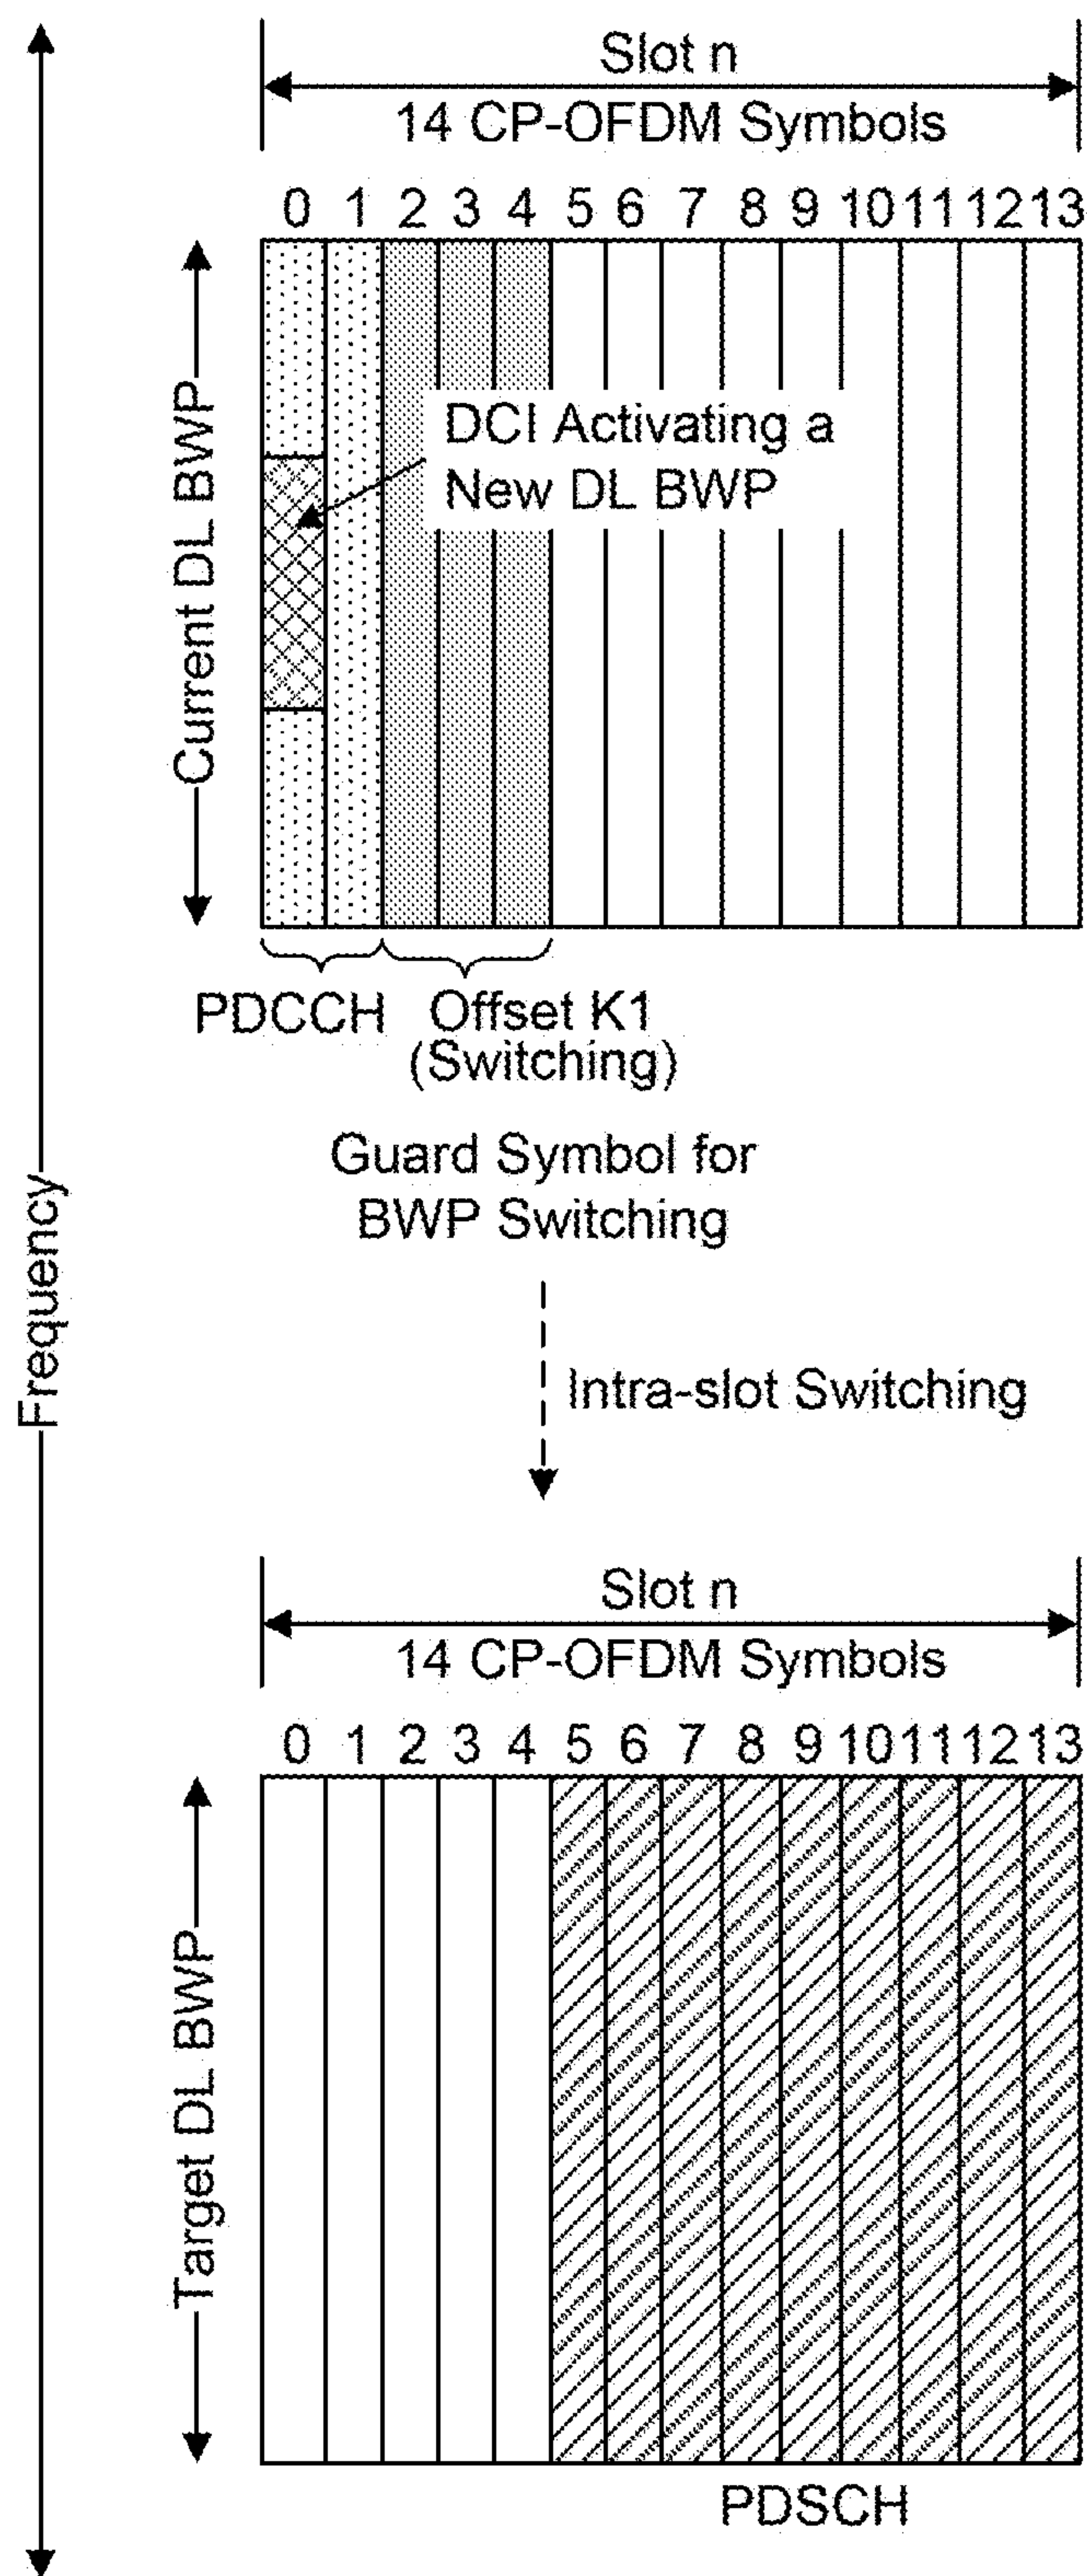 Slot n
14 CP-OFDM Symbols
0 1 2 3 4 5 6 7 8 9 10 11 12 13
Current DL BWP
DCI Activating a
New DL BWP
PDCCH
Offset K1
(Switching)
Guard Symbol for
BWP Switching
Frequency
Intra-slot Switching
Slot n
14 CP-OFDM Symbols
0 1 2 3 4 5 6 7 8 9 10 11 12 13
Target DL BWP
PDSCH